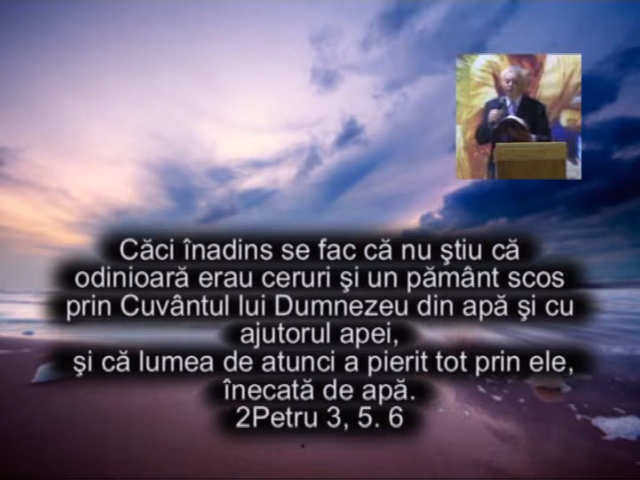 Căci înadins se fac că nu ştiu că
odinioară erau ceruri şi un pământ scos
prin Cuvântul lui Dumnezeu din apă şi cu
ajutorul apei,
şi că lumea de atunci a pierit tot prin ele,
înecată de apă.
2Petru 3, 5. 6